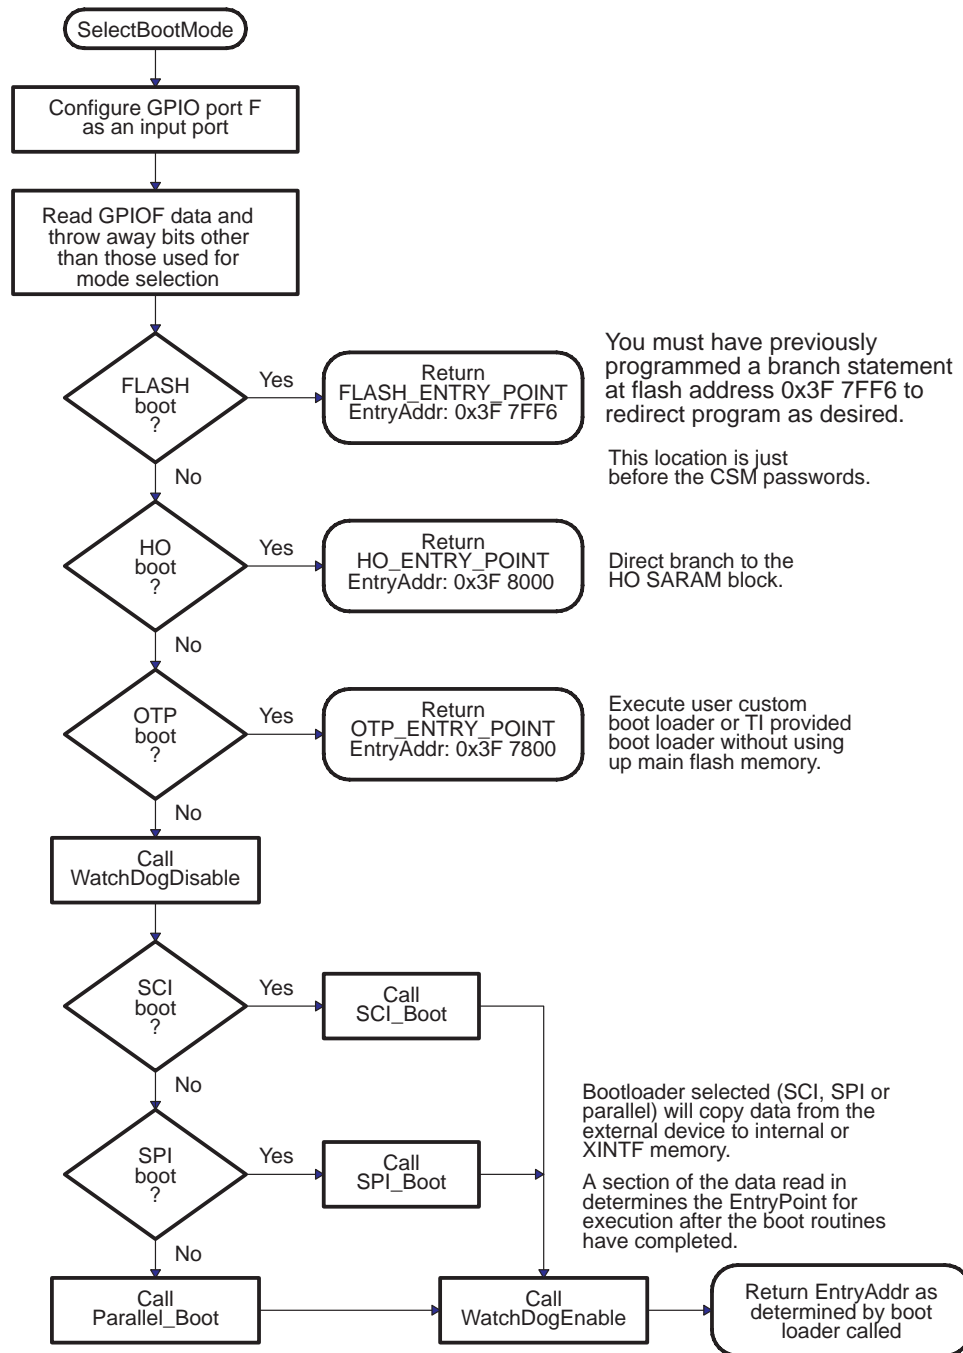 SelectBootMode
Configure GPIO port F
as an input port
Read GPIOF data and
throw away bits other
than those used for
mode selection
FLASH
boot
?
Yes
Return
FLASH_ENTRY_POINT
EntryAddr: 0x3F 7FF6
You must have previously
programmed a branch statement
at flash address 0x3F 7FF6 to
redirect program as desired.
This location is just
before the CSM passwords.
No
HO
boot
?
Yes
Return
HO_ENTRY_POINT
EntryAddr: 0x3F 8000
Direct branch to the
HO SARAM block.
No
OTP
boot
?
Yes
Return
OTP_ENTRY_POINT
EntryAddr: 0x3F 7800
Execute user custom
boot loader or TI provided
boot loader without using
up main flash memory.
No
Call
WatchDogDisable
SCI
boot
?
Yes
Call
SCI_Boot
No
SPI
boot
?
Yes
Call
SPI_Boot
Bootloader selected (SCI, SPI or
parallel) will copy data from the
external device to internal or
XINTF memory.
A section of the data read in
determines the EntryPoint for
execution after the boot routines
have completed.
No
Call
Parallel_Boot
Call
WatchDogEnable
Return EntryAddr as
determined by boot
loader called